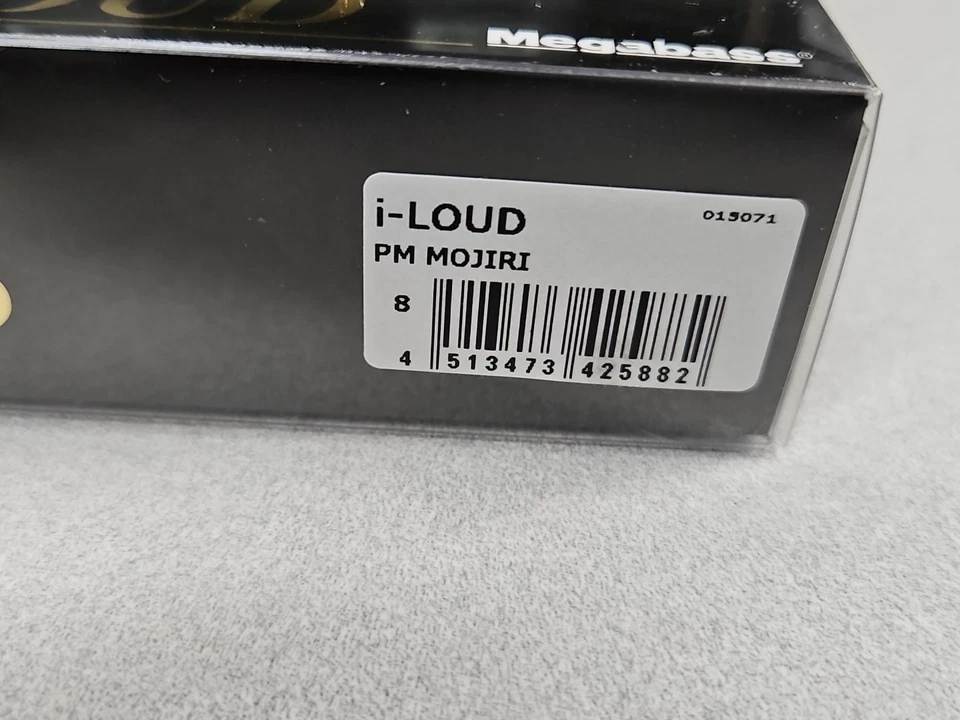 Megabass®
i-LOUD
015071
PM MOJIRI
8
4 513473 425882